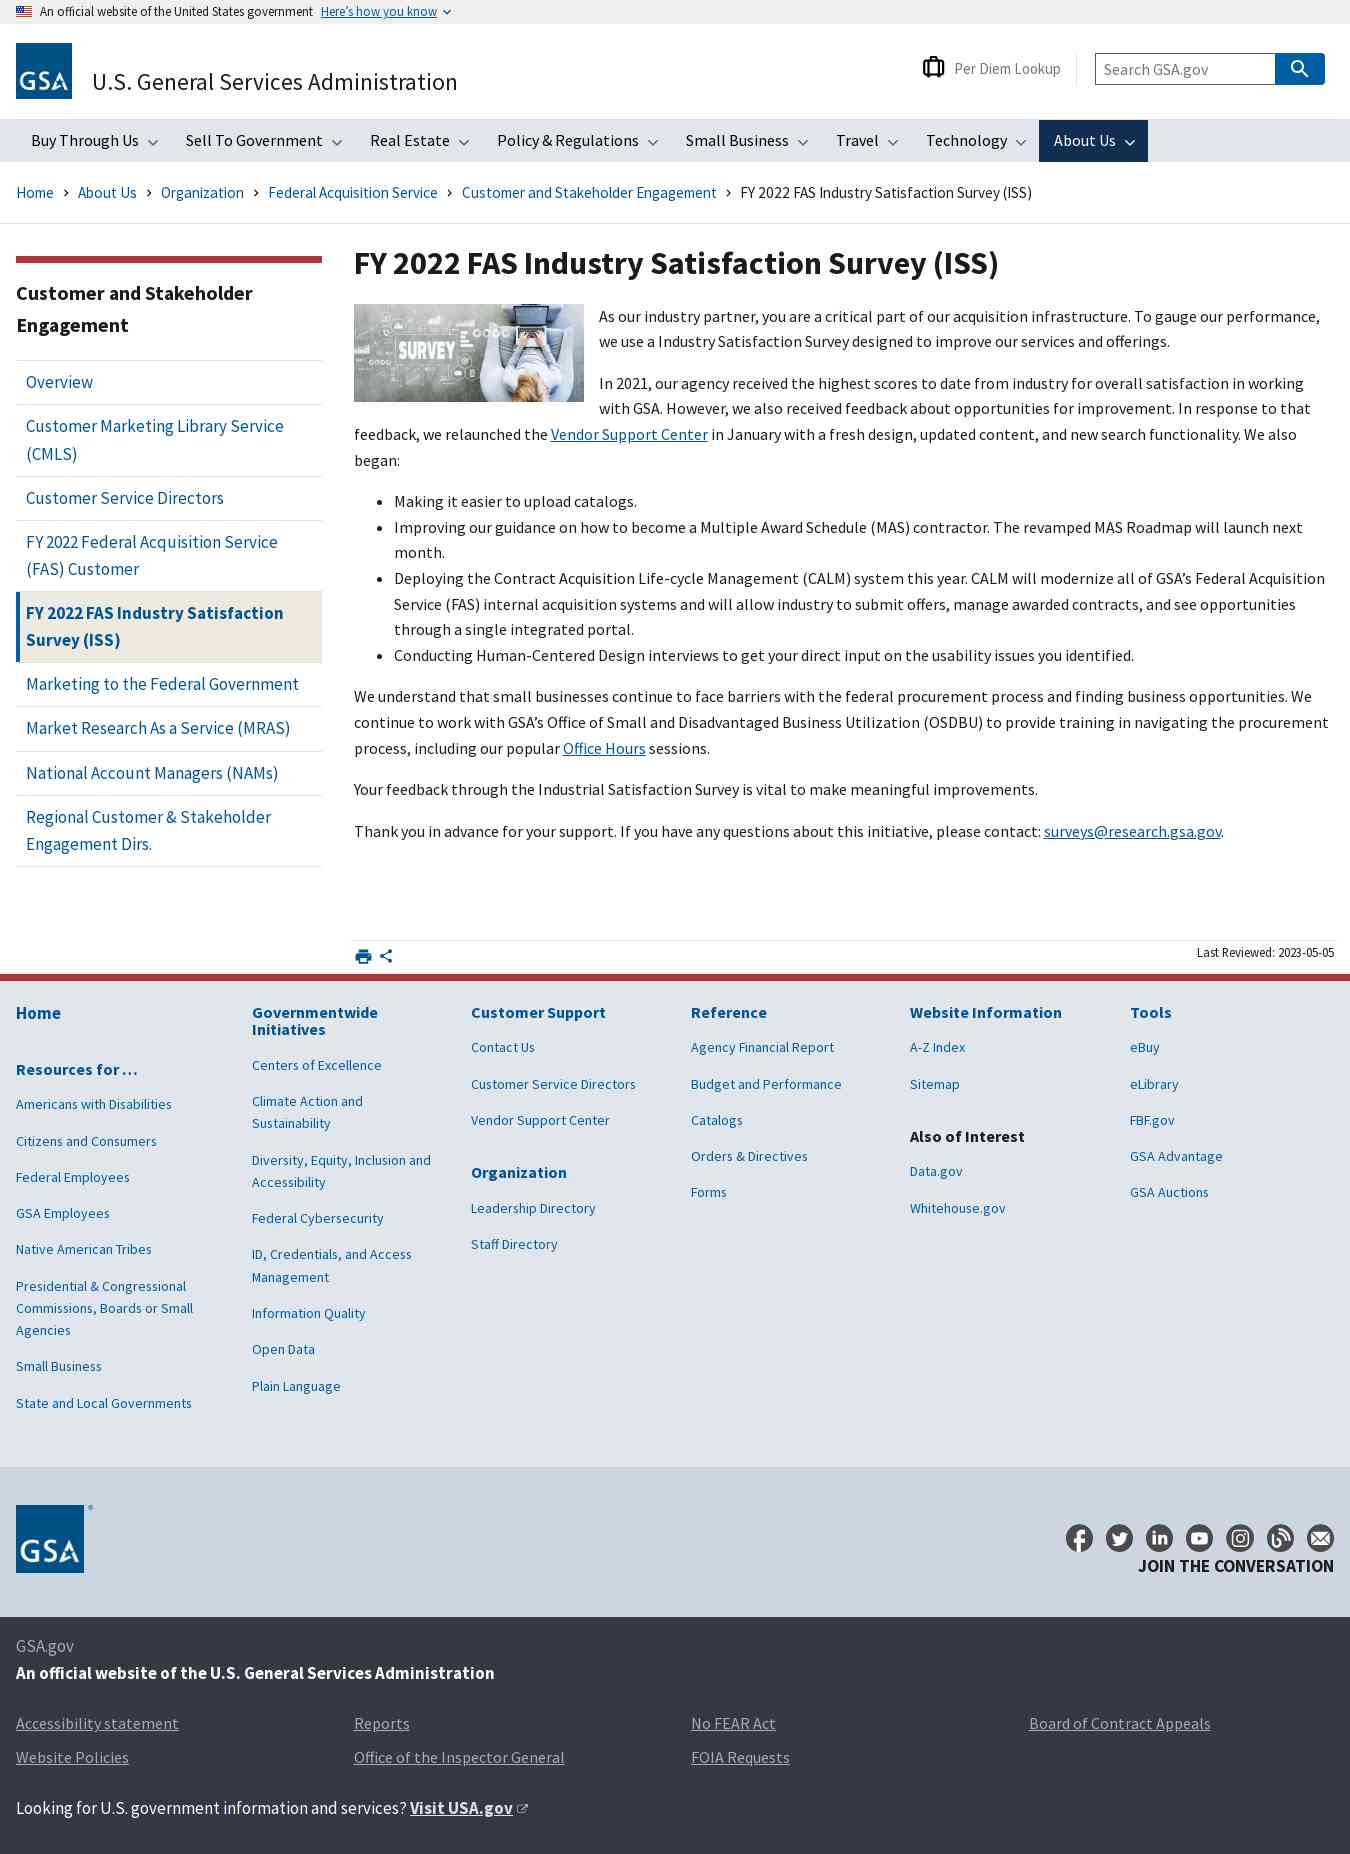 An official website of the United States government Here's how you know
GSA
U.S. General Services Administration
Per Diem Lookup
Search GSA.gov
Buy Through Us Sell To Government Real Estate Policy & Regulations Small Business Travel Technology About Us
Home About Us Organization Federal Acquisition Service Customer and Stakeholder Engagement FY 2022 FAS Industry Satisfaction Survey (ISS)
Customer and Stakeholder
Engagement
Overview
Customer Marketing Library Service
(CMLS)
Customer Service Directors
FY 2022 Federal Acquisition Service
(FAS) Customer
FY 2022 FAS Industry Satisfaction
Survey (ISS)
Marketing to the Federal Government
Market Research As a Service (MRAS)
National Account Managers (NAMs)
Regional Customer & Stakeholder
Engagement Dirs.
FY 2022 FAS Industry Satisfaction Survey (ISS)
SURVEY
As our industry partner, you are a critical part of our acquisition infrastructure. To gauge our performance,
we use a Industry Satisfaction Survey designed to improve our services and offerings.
In 2021, our agency received the highest scores to date from industry for overall satisfaction in working
with GSA. However, we also received feedback about opportunities for improvement. In response to that
feedback, we relaunched the Vendor Support Center in January with a fresh design, updated content, and new search functionality. We also
began:
• Making it easier to upload catalogs.
• Improving our guidance on how to become a Multiple Award Schedule (MAS) contractor. The revamped MAS Roadmap will launch next
month.
• Deploying the Contract Acquisition Life-cycle Management (CALM) system this year. CALM will modernize all of GSA's Federal Acquisition
Service (FAS) internal acquisition systems and will allow industry to submit offers, manage awarded contracts, and see opportunities
through a single integrated portal.
• Conducting Human-Centered Design interviews to get your direct input on the usability issues you identified.
We understand that small businesses continue to face barriers with the federal procurement process and finding business opportunities. We
continue to work with GSA's Office of Small and Disadvantaged Business Utilization (OSDBU) to provide training in navigating the procurement
process, including our popular Office Hours sessions.
Your feedback through the Industrial Satisfaction Survey is vital to make meaningful improvements.
Thank you in advance for your support. If you have any questions about this initiative, please contact: surveys@research.gsa.gov.
Last Reviewed: 2023-05-05
Home
Resources for …
Americans with Disabilities
Citizens and Consumers
Federal Employees
GSA Employees
Native American Tribes
Presidential & Congressional
Commissions, Boards or Small
Agencies
Small Business
State and Local Governments
Governmentwide
Initiatives
Centers of Excellence
Climate Action and
Sustainability
Diversity, Equity, Inclusion and
Accessibility
Federal Cybersecurity
ID, Credentials, and Access
Management
Information Quality
Open Data
Plain Language
Customer Support
Contact Us
Customer Service Directors
Vendor Support Center
Organization
Leadership Directory
Staff Directory
Reference
Agency Financial Report
Budget and Performance
Catalogs
Orders & Directives
Forms
Website Information
A-Z Index
Sitemap
Also of Interest
Data.gov
Whitehouse.gov
Tools
eBuy
eLibrary
FBF.gov
GSA Advantage
GSA Auctions
GSA ®
JOIN THE CONVERSATION
GSA.gov
An official website of the U.S. General Services Administration
Accessibility statement Reports No FEAR Act Board of Contract Appeals
Website Policies Office of the Inspector General FOIA Requests
Looking for U.S. government information and services? Visit USA.gov